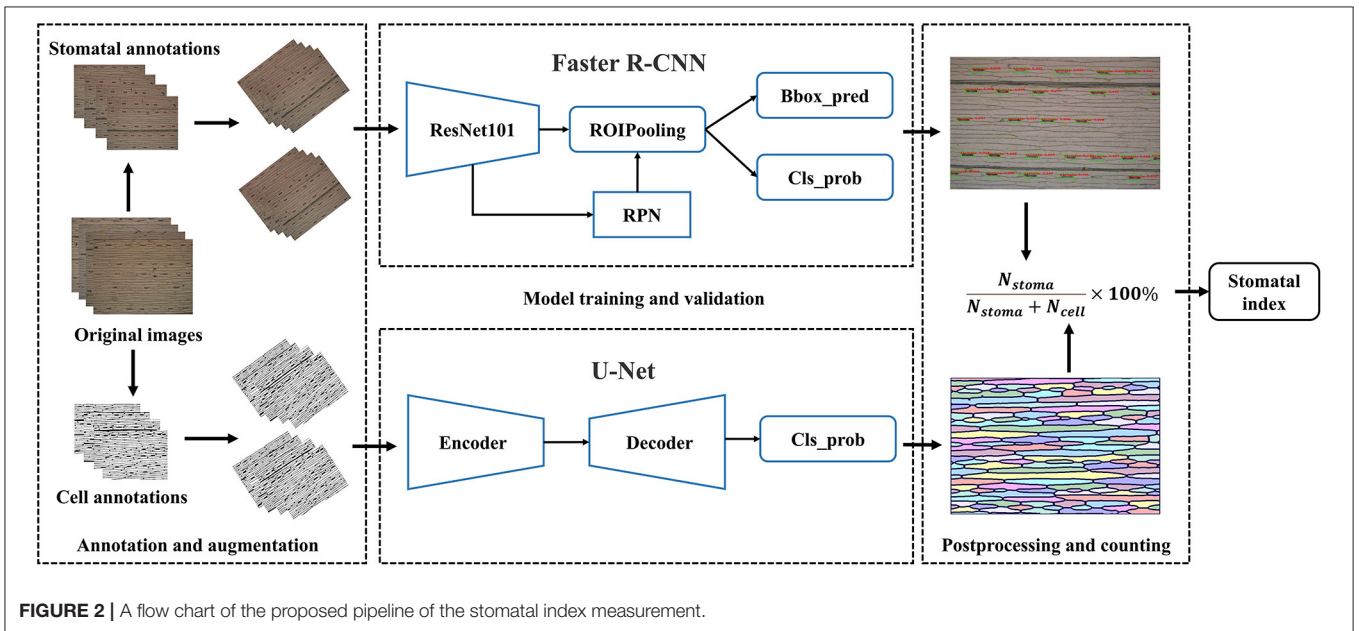 Stomatal annotations
Original images
Cell annotations
Annotation and augmentation
Faster R-CNN
ResNet101
ROIPooling
RPN
Bbox_pred
Cls_prob
Model training and validation
U-Net
Encoder
Decoder
Cls_prob
N_stoma
N_stoma + N_cell
× 100%
Postprocessing and counting
Stomatal
index
FIGURE 2 | A flow chart of the proposed pipeline of the stomatal index measurement.